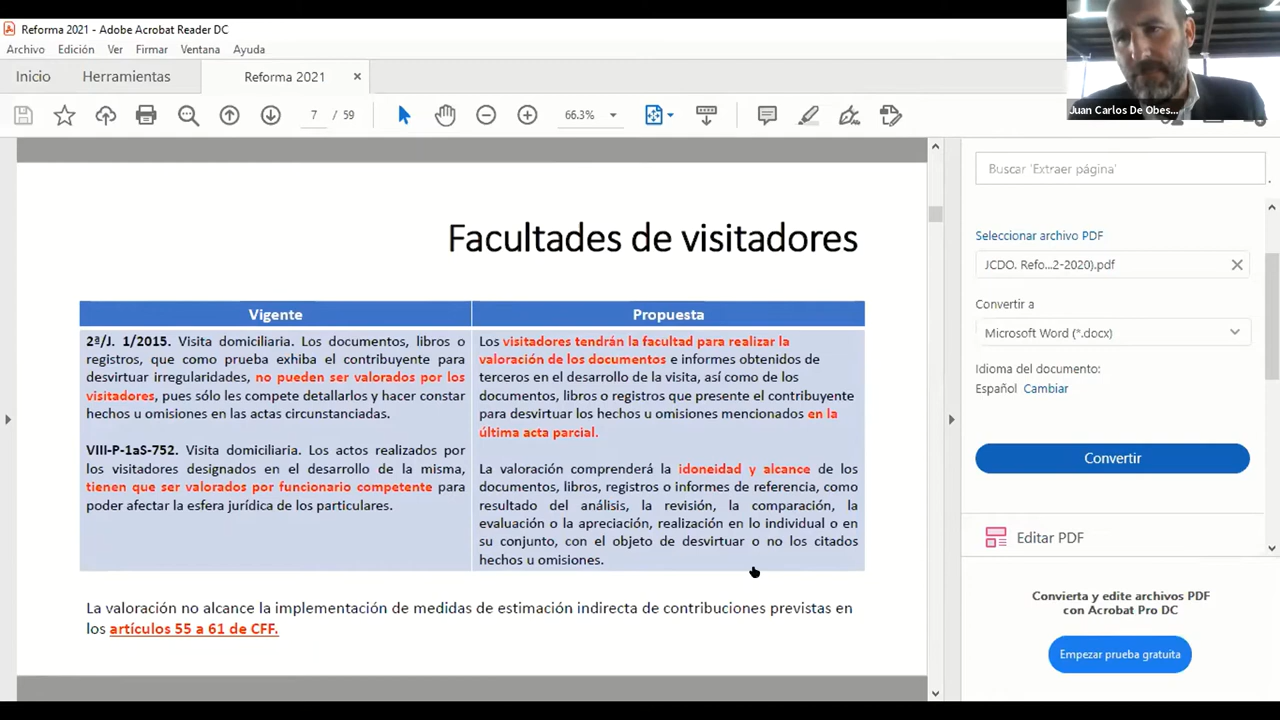 Reforma 2021 - Adobe Acrobat Reader DC
Archivo Edición Ver Firmar Ventana Ayuda
Inicio Herramientas Reforma 2021 ×
7 / 59 66.3%
Juan Carlos De Obes...
Facultades de visitadores
Vigente
2ª/J. 1/2015. Visita domiciliaria. Los documentos, libros o
registros, que como prueba exhiba el contribuyente para
desvirtuar irregularidades, no pueden ser valorados por los
visitadores, pues sólo les compete detallarlos y hacer constar
hechos u omisiones en las actas circunstanciadas.
VIII-P-1aS-752. Visita domiciliaria. Los actos realizados por
los visitadores designados en el desarrollo de la misma,
tienen que ser valorados por funcionario competente para
poder afectar la esfera jurídica de los particulares.
Propuesta
Los visitadores tendrán la facultad para realizar la
valoración de los documentos e informes obtenidos de
terceros en el desarrollo de la visita, así como de los
documentos, libros o registros que presente el contribuyente
para desvirtuar los hechos u omisiones mencionados en la
última acta parcial.
La valoración comprenderá la idoneidad y alcance de los
documentos, libros, registros o informes de referencia, como
resultado del análisis, la revisión, la comparación, la
evaluación o la apreciación, realización en lo individual o en
su conjunto, con el objeto de desvirtuar o no los citados
hechos u omisiones.
La valoración no alcance la implementación de medidas de estimación indirecta de contribuciones previstas en
los artículos 55 a 61 de CFF.
Buscar 'Extraer página'
Seleccionar archivo PDF
JCDO. Refo...2-2020).pdf
Convertir a
Microsoft Word (*.docx)
Idioma del documento:
Español Cambiar
Convertir
Editar PDF
Convierta y edite archivos PDF
con Acrobat Pro DC
Empezar prueba gratuita